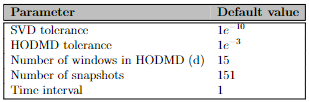 Parameter Default value
SVD tolerance 1e^-10
HODMD tolerance 1e^-3
Number of windows in HODMD (d) 15
Number of snapshots 151
Time interval 1